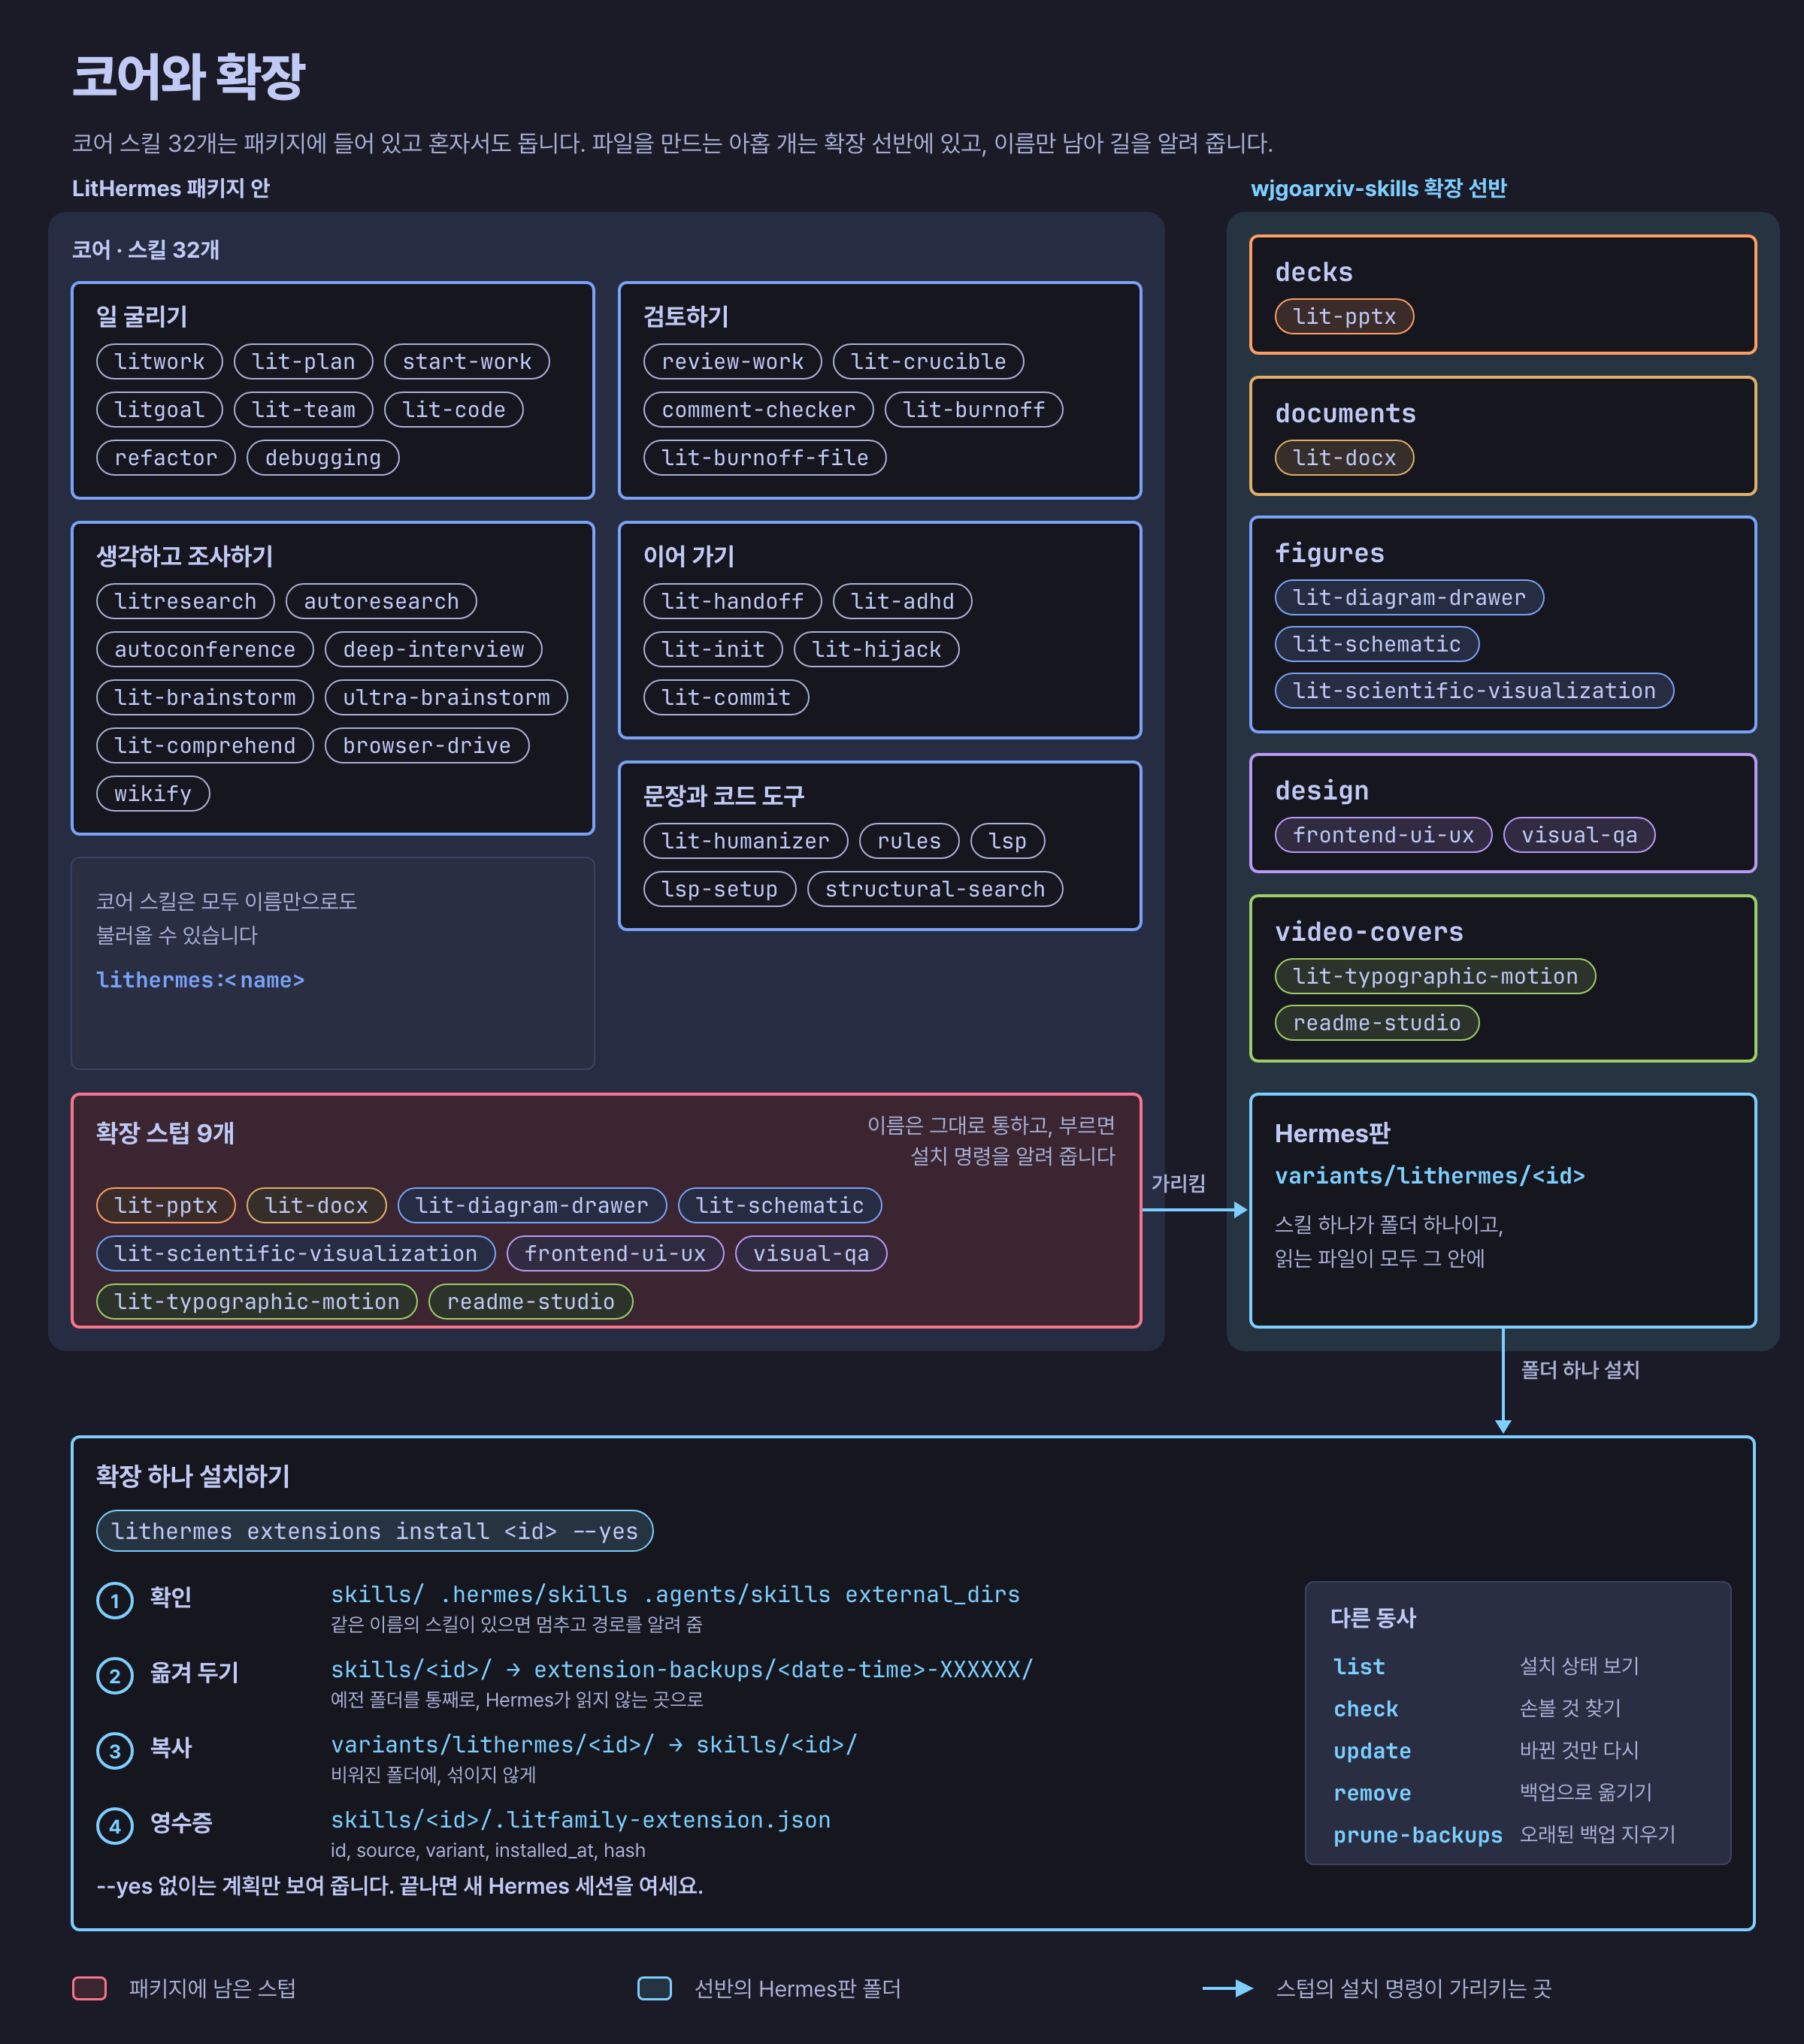 코어와 확장
코어 스킬 32개는 패키지에 들어 있고 혼자서도 돕니다. 파일을 만드는 아홉 개는 확장 선반에 있고, 이름만 남아 길을 알려 줍니다.
LitHermes 패키지 안
코어 · 스킬 32개
일 굴리기
litwork lit-plan start-work
litgoal lit-team lit-code
refactor debugging
검토하기
review-work lit-crucible
comment-checker lit-burnoff
lit-burnoff-file
생각하고 조사하기
litresearch autoresearch
autoconference deep-interview
lit-brainstorm ultra-brainstorm
lit-comprehend browser-drive
wikify
이어 가기
lit-handoff lit-adhd
lit-init lit-hijack
lit-commit
문장과 코드 도구
lit-humanizer rules lsp
lsp-setup structural-search
코어 스킬은 모두 이름만으로도
불러올 수 있습니다
lithermes:<name>
확장 스텁 9개
이름은 그대로 통하고, 부르면
설치 명령을 알려 줍니다
lit-pptx lit-docx lit-diagram-drawer lit-schematic
lit-scientific-visualization frontend-ui-ux visual-qa
lit-typographic-motion readme-studio
가리킴
wjgoarxiv-skills 확장 선반
decks
lit-pptx
documents
lit-docx
figures
lit-diagram-drawer
lit-schematic
lit-scientific-visualization
design
frontend-ui-ux visual-qa
video-covers
lit-typographic-motion
readme-studio
Hermes판
variants/lithermes/<id>
스킬 하나가 폴더 하나이고,
읽는 파일이 모두 그 안에
폴더 하나 설치
확장 하나 설치하기
lithermes extensions install <id> --yes
1 확인 skills/ .hermes/skills .agents/skills external_dirs
같은 이름의 스킬이 있으면 멈추고 경로를 알려 줌
2 옮겨 두기 skills/<id>/ → extension-backups/<date-time>-XXXXXX/
예전 폴더를 통째로, Hermes가 읽지 않는 곳으로
3 복사 variants/lithermes/<id>/ → skills/<id>/
비워진 폴더에, 섞이지 않게
4 영수증 skills/<id>/.litfamily-extension.json
id, source, variant, installed_at, hash
--yes 없이는 계획만 보여 줍니다. 끝나면 새 Hermes 세션을 여세요.
다른 동사
list 설치 상태 보기
check 손볼 것 찾기
update 바뀐 것만 다시
remove 백업으로 옮기기
prune-backups 오래된 백업 지우기
패키지에 남은 스텁
선반의 Hermes판 폴더
스텁의 설치 명령이 가리키는 곳